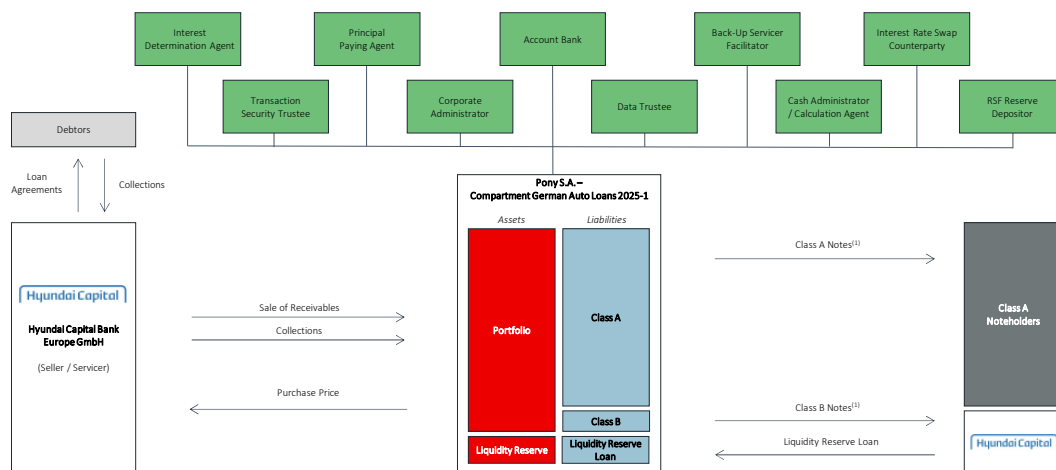 Interest
Determination Agent
Principal
Paying Agent
Account Bank
Back-Up Servicer
Facilitator
Interest Rate Swap
Counterparty
Transaction
Security Trustee
Corporate
Administrator
Data Trustee
Cash Administrator
/ Calculation Agent
RSF Reserve
Depositor
Debtors
Loan
Agreements
Collections
Pony S.A. –
Compartment German Auto Loans 2025-1
Assets
Liabilities
Hyundai Capital
Hyundai Capital Bank
Europe GmbH
(Seller / Servicer)
Sale of Receivables
Collections
Purchase Price
Portfolio
Class A
Class B
Liquidity Reserve
Liquidity Reserve
Loan
Class A Notes(1)
Class B Notes(1)
Liquidity Reserve Loan
Class A
Noteholders
Hyundai Capital